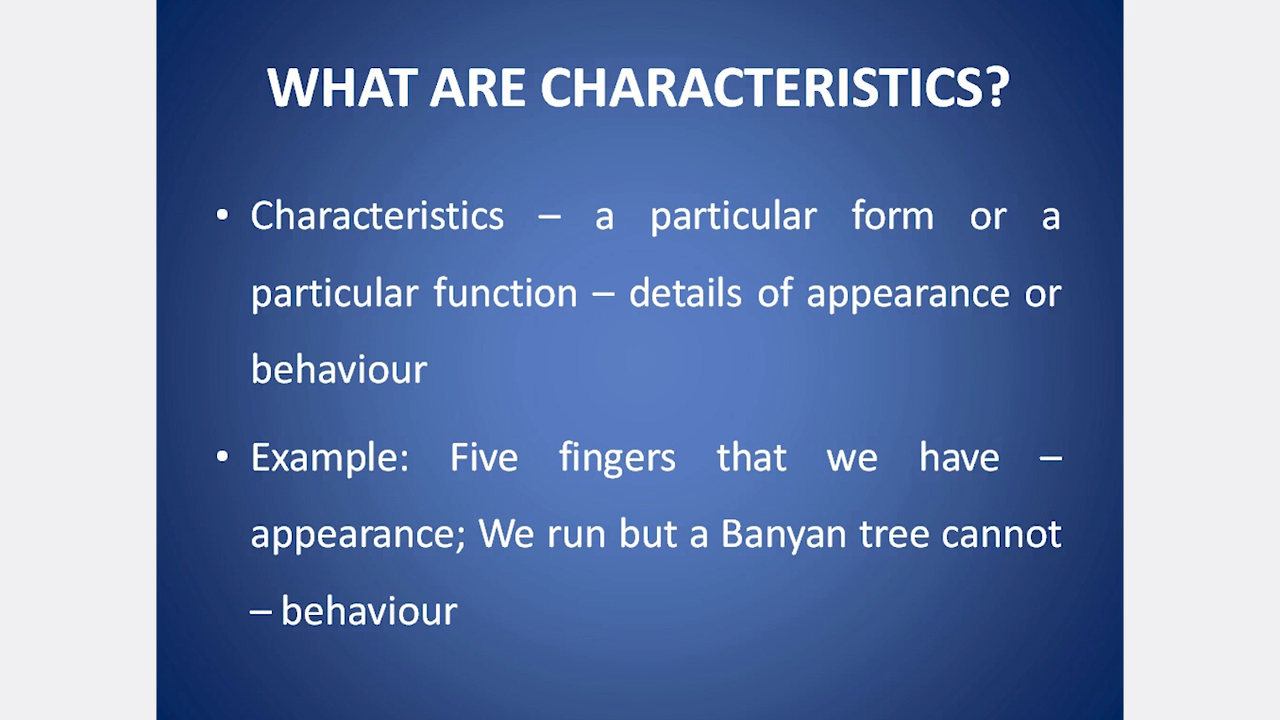 WHAT ARE CHARACTERISTICS?
• Characteristics – a particular form or a
particular function – details of appearance or
behaviour
• Example: Five fingers that we have –
appearance; We run but a Banyan tree cannot
– behaviour